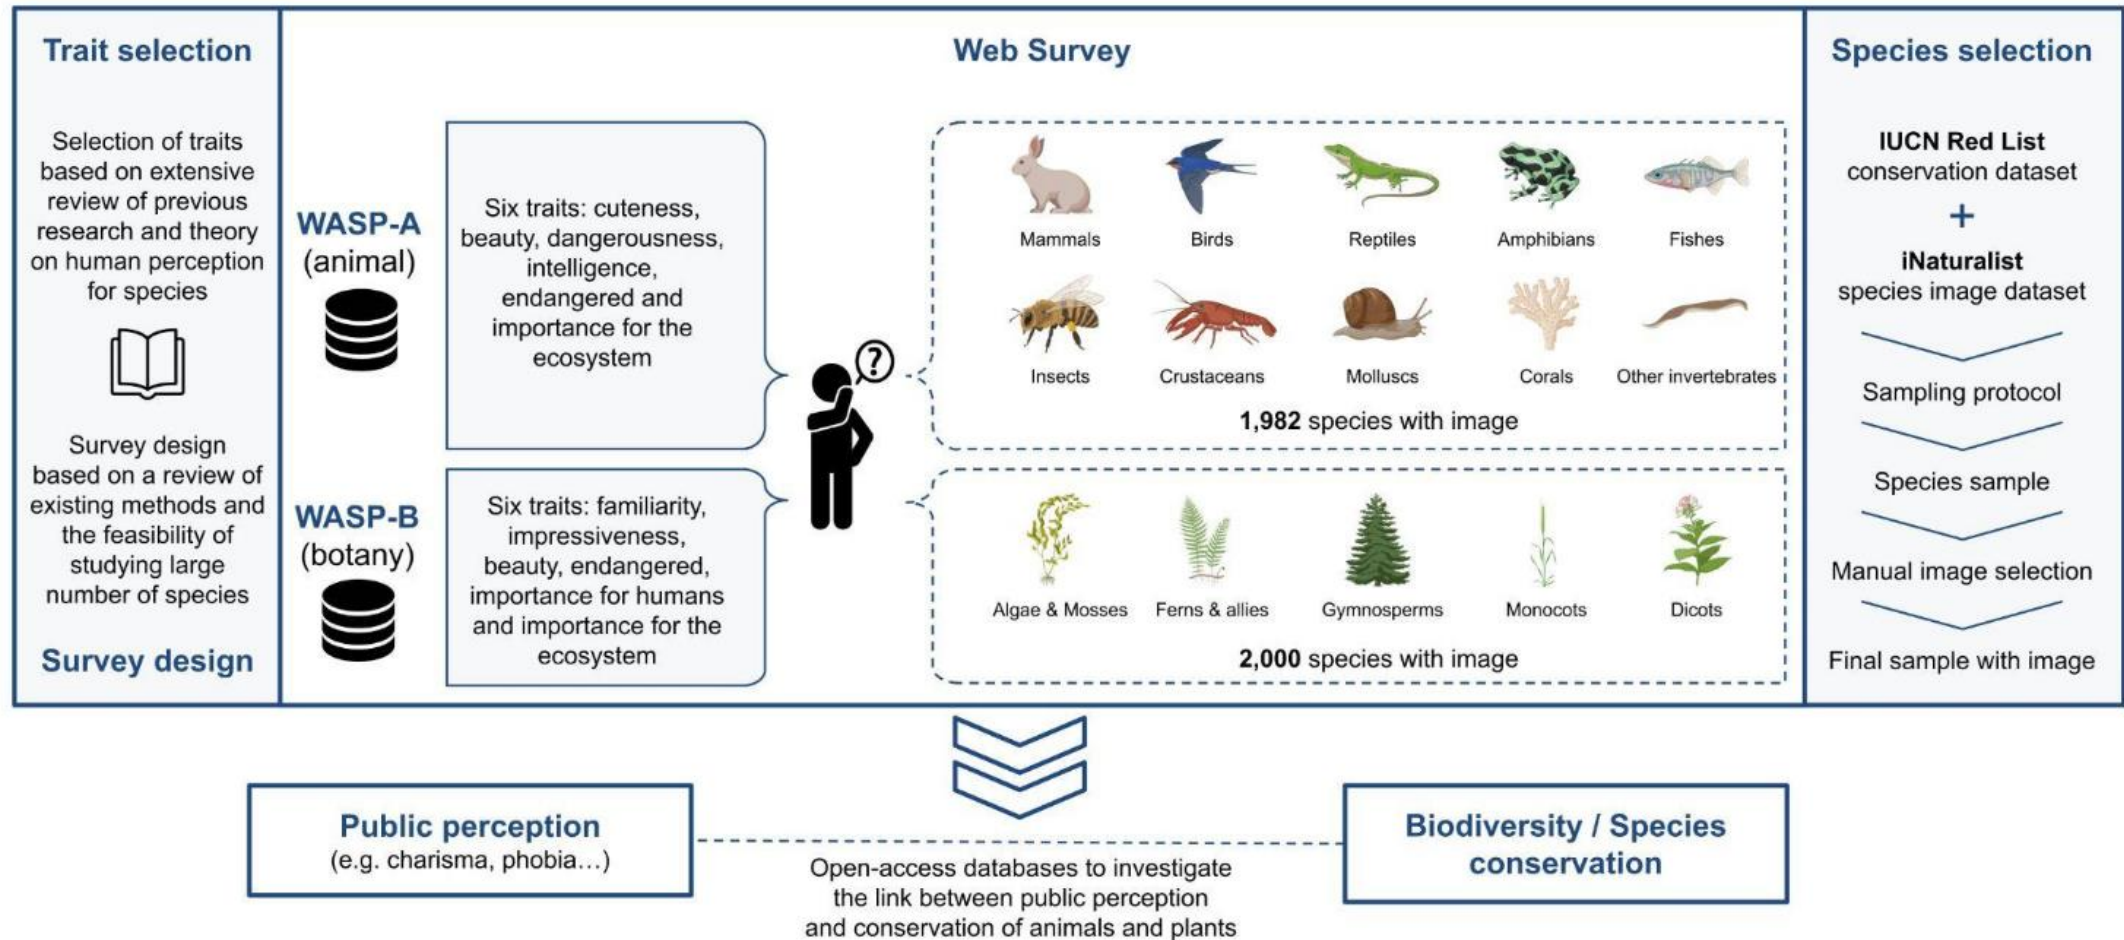 Trait selection
Selection of traits
based on extensive
review of previous
research and theory
on human perception
for species
Survey design
based on a review of
existing methods and
the feasibility of
studying large
number of species
Survey design
Web Survey
WASP-A
(animal)
Six traits: cuteness,
beauty, dangerousness,
intelligence,
endangered and
importance for the
ecosystem
WASP-B
(botany)
Six traits: familiarity,
impressiveness,
beauty, endangered,
importance for humans
and importance for the
ecosystem
?
Mammals
Birds
Reptiles
Amphibians
Fishes
Insects
Crustaceans
Molluscs
Corals
Other invertebrates
1,982 species with image
Algae & Mosses
Ferns & allies
Gymnosperms
Monocots
Dicots
2,000 species with image
Species selection
IUCN Red List
conservation dataset
+
iNaturalist
species image dataset
Sampling protocol
Species sample
Manual image selection
Final sample with image
Public perception
(e.g. charisma, phobia…)
Open-access databases to investigate
the link between public perception
and conservation of animals and plants
Biodiversity / Species
conservation